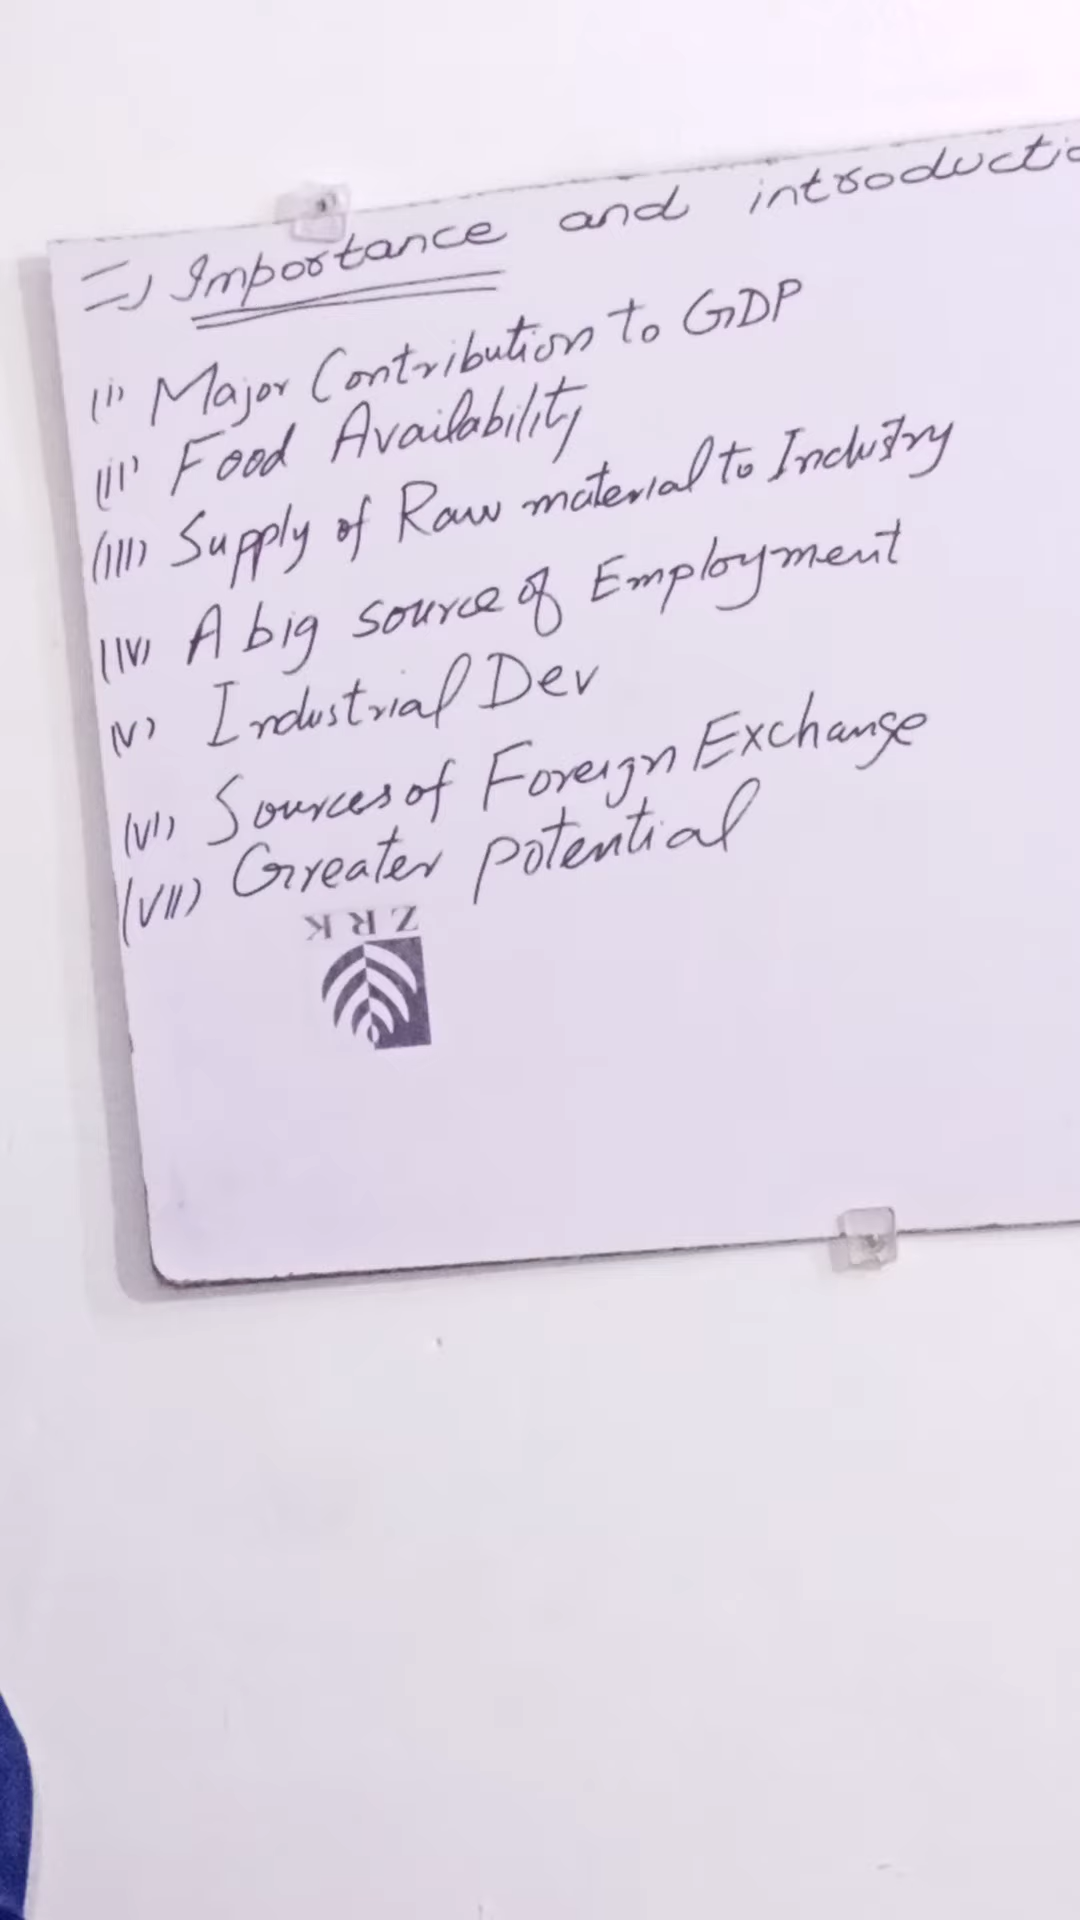 => Importance and introductio
(i) Major Contribution to GDP
(ii) Food Availability
(iii) Supply of Raw material to Industry
(iv) A big source of Employment
(v) Industrial Dev
(vi) Sources of Foreign Exchange
(vii) Greater potential
ZRK